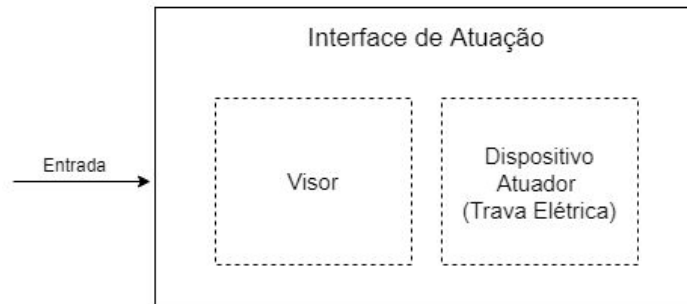 Interface de Atuação
Entrada
Visor
Dispositivo
Atuador
(Trava Elétrica)